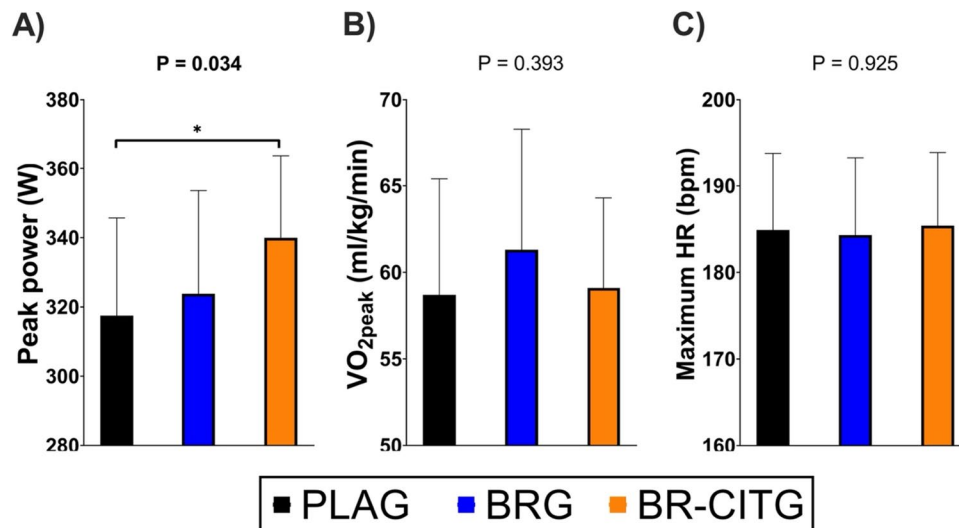 A)
P = 0.034
Peak power (W)
380
360
340
320
300
280
*
B)
P = 0.393
VO2peak (ml/kg/min)
70
65
60
55
50
C)
P = 0.925
Maximum HR (bpm)
200
190
180
170
160
PLAG BRG BR-CITG